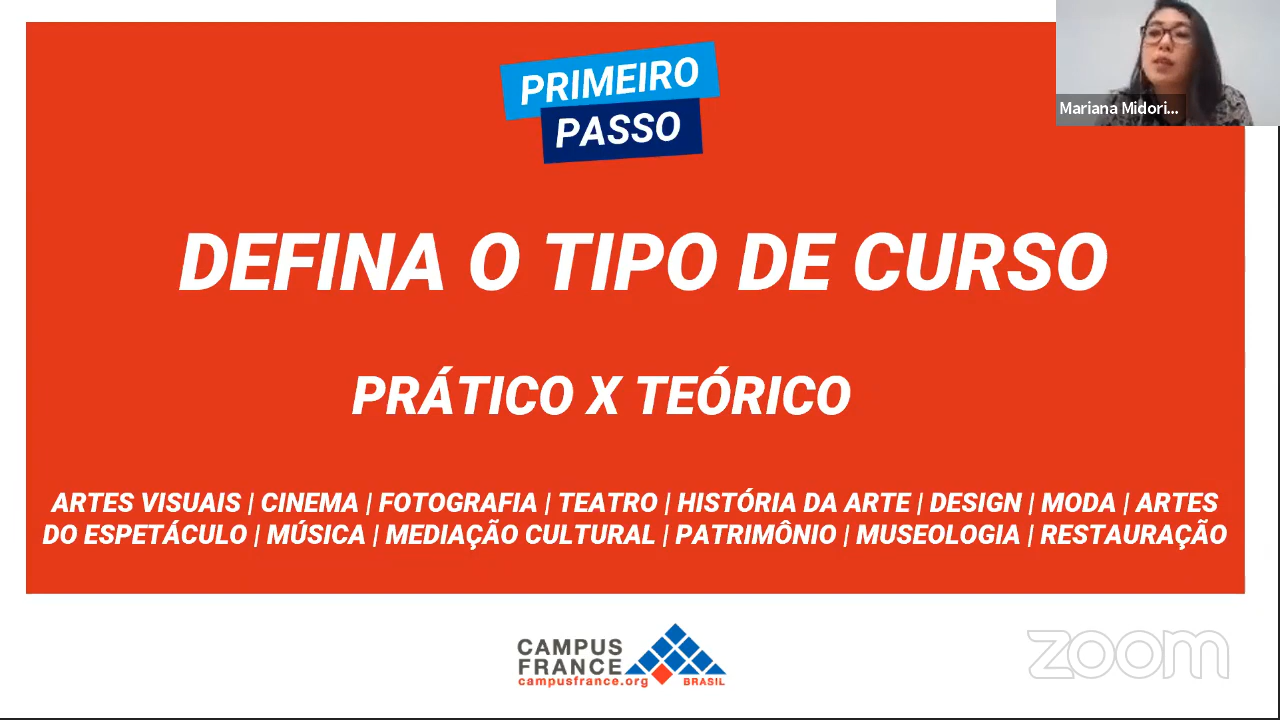 PRIMEIRO
PASSO
Mariana Midori...
DEFINA O TIPO DE CURSO
PRÁTICO X TEÓRICO
ARTES VISUAIS | CINEMA | FOTOGRAFIA | TEATRO | HISTÓRIA DA ARTE | DESIGN | MODA | ARTES
DO ESPETÁCULO | MÚSICA | MEDIAÇÃO CULTURAL | PATRIMÔNIO | MUSEOLOGIA | RESTAURAÇÃO
CAMPUS
FRANCE
campusfrance.org BRASIL
zoom